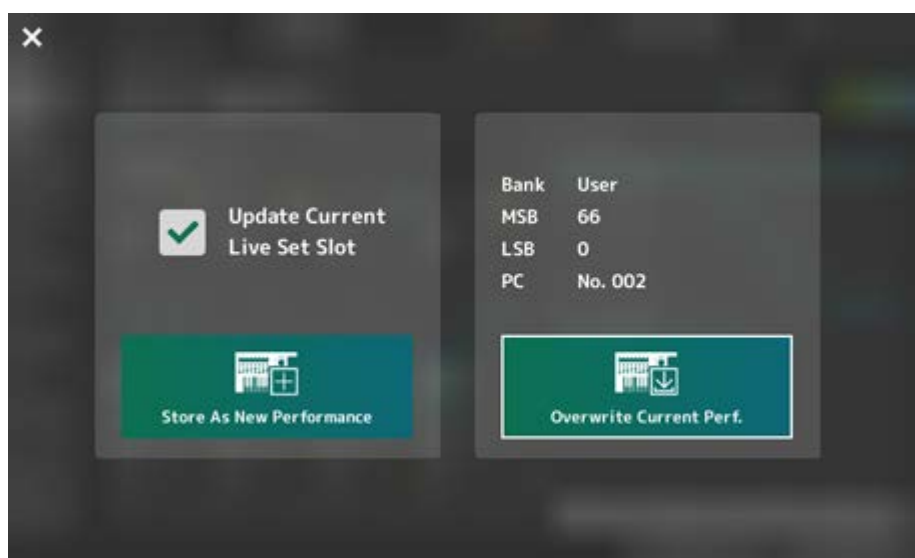 Update Current
Live Set Slot
Store As New Performance
Bank User
MSB 66
LSB 0
PC No. 002
Overwrite Current Perf.